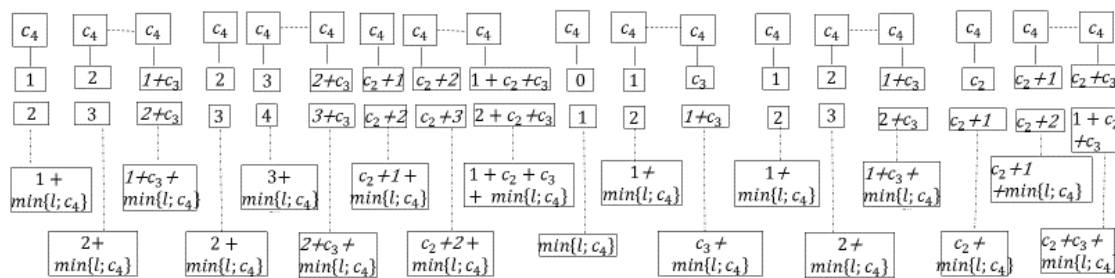 c₄ c₄ c₄ c₄ c₄ c₄ c₄ c₄ c₄ c₄ c₄ c₄ c₄ c₄ c₄ c₄ c₄ c₄
1 2 1+c₃ 2 3 2+c₃ c₂+1 c₂+2 1 + c₂ +c₃ 0 1 c₃ 1 2 1+c₃ c₂ c₂+1 c₂+c₃
2 3 2+c₃ 3 4 3+c₃ c₂+2 c₂+3 2 + c₂ +c₃ 1 2 1+c₃ 2 3 2+c₃ c₂+1 c₂+2 1 + c₂
+c₃
1 +
min{l; c₄}
1+c₃ +
min{l; c₄}
3+
min{l; c₄}
c₂+1 +
min{l; c₄}
1 + c₂ + c₃
+ min{l; c₄}
1+
min{l; c₄}
1+
min{l; c₄}
1+c₃ +
min{l; c₄}
c₂+1
+min{l; c₄}
2+
min{l; c₄}
2 +
min{l; c₄}
2+c₃ +
min{l; c₄}
c₂+2 +
min{l; c₄}
min{l; c₄}
c₃ +
min{l; c₄}
2+
min{l; c₄}
c₂+
min{l; c₄}
c₂+c₃ +
min{l; c₄}